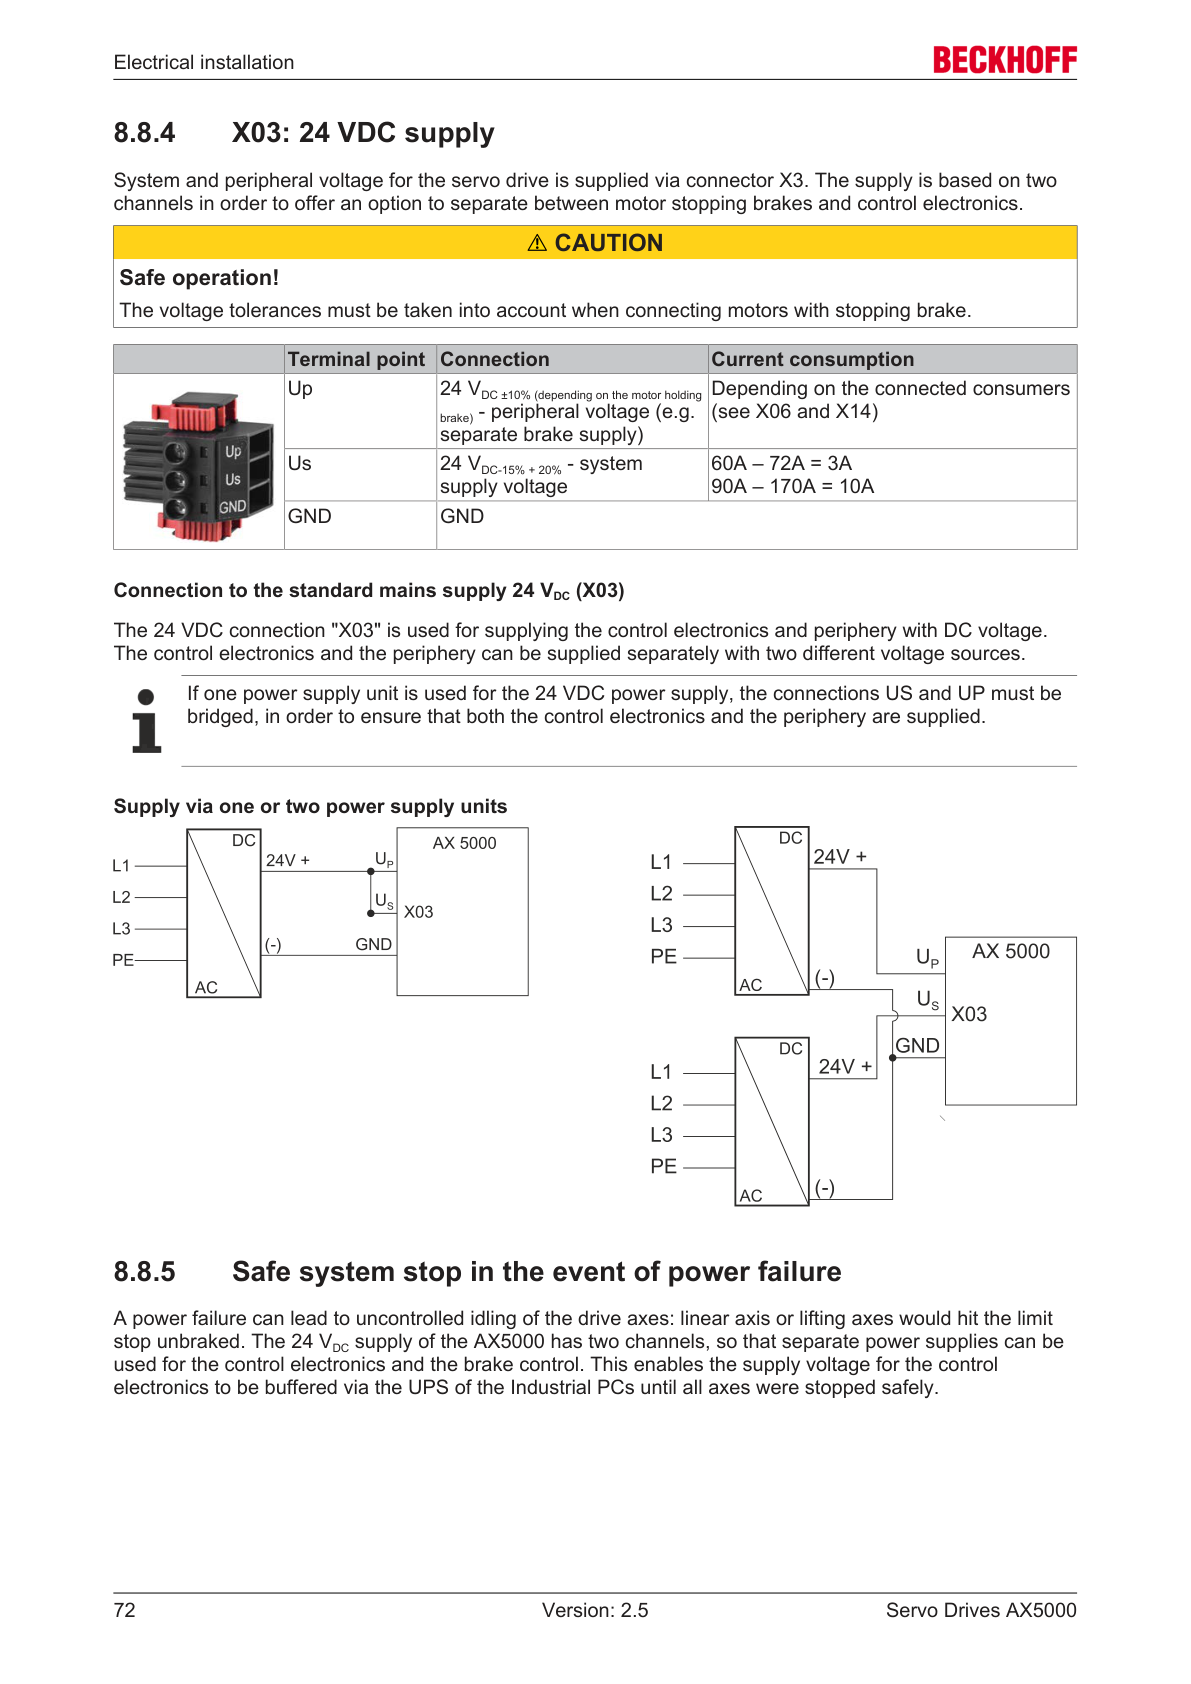 Electrical installation
BECKHOFF
8.8.4 X03: 24 VDC supply
System and peripheral voltage for the servo drive is supplied via connector X3. The supply is based on two
channels in order to offer an option to separate between motor stopping brakes and control electronics.
⚠ CAUTION
Safe operation!
The voltage tolerances must be taken into account when connecting motors with stopping brake.
Terminal point Connection Current consumption
Up
Us
GND
Up 24 VDC ±10% (depending on the motor holding Depending on the connected consumers
brake) - peripheral voltage (e.g. (see X06 and X14)
separate brake supply)
Us 24 VDC-15% + 20% - system 60A – 72A = 3A
supply voltage 90A – 170A = 10A
GND GND
Connection to the standard mains supply 24 VDC (X03)
The 24 VDC connection "X03" is used for supplying the control electronics and periphery with DC voltage.
The control electronics and the periphery can be supplied separately with two different voltage sources.
If one power supply unit is used for the 24 VDC power supply, the connections US and UP must be
bridged, in order to ensure that both the control electronics and the periphery are supplied.
Supply via one or two power supply units
DC
AX 5000
L1
24V +
UP
L2
US
X03
L3
(-)
GND
PE
AC
DC
24V +
L1
L2
L3
PE
(-)
AC
UP
AX 5000
US
X03
GND
DC
24V +
L1
L2
L3
PE
(-)
AC
8.8.5 Safe system stop in the event of power failure
A power failure can lead to uncontrolled idling of the drive axes: linear axis or lifting axes would hit the limit
stop unbraked. The 24 VDC supply of the AX5000 has two channels, so that separate power supplies can be
used for the control electronics and the brake control. This enables the supply voltage for the control
electronics to be buffered via the UPS of the Industrial PCs until all axes were stopped safely.
72 Version: 2.5 Servo Drives AX5000